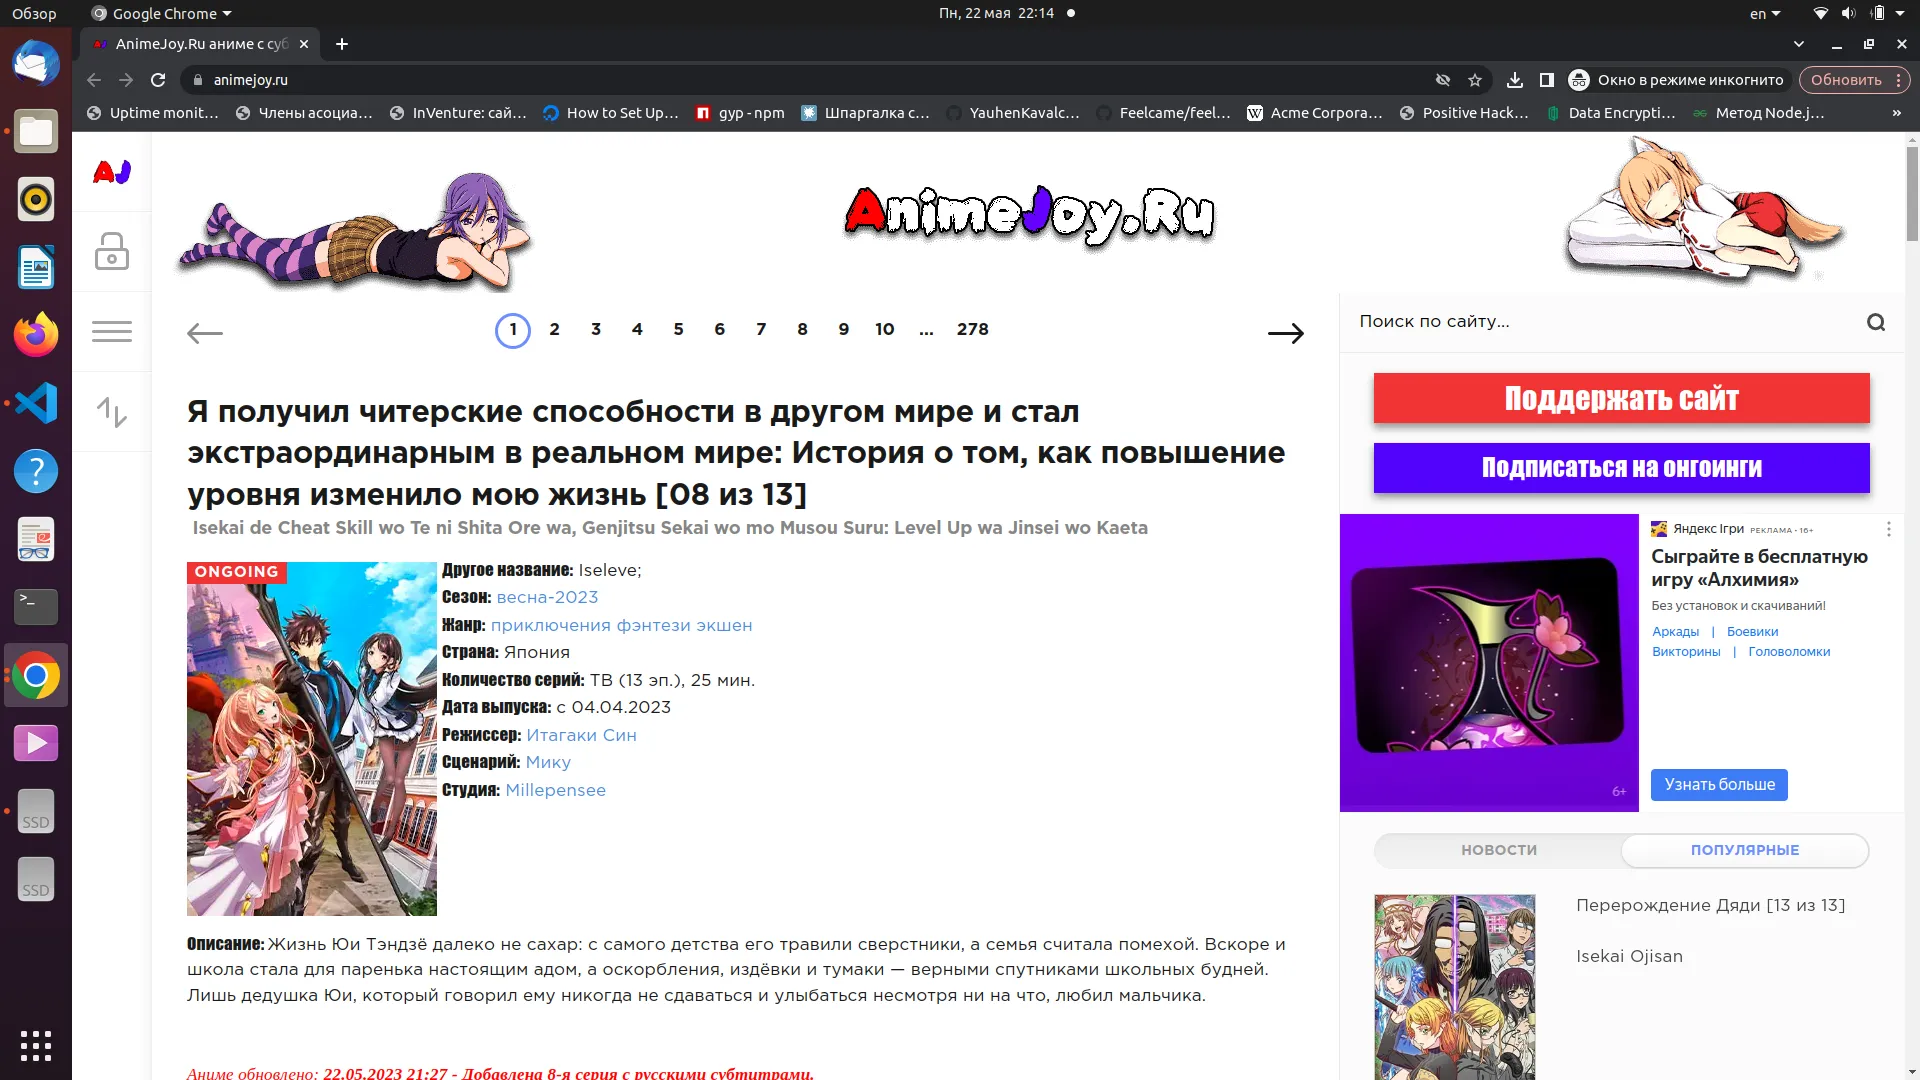 Обзор
Google Chrome
Пн, 22 мая 22:14
en
AnimeJoy.Ru аниме с суб
animejoy.ru
Окно в режиме инкогнито
Обновить
Uptime monit...
Члены асоциа...
InVenture: сай...
How to Set Up...
gyp - npm
Шпаргалка с...
YauhenKavalc...
Feelcame/feel...
Acme Corpora...
Positive Hack...
Data Encrypti...
Метод Node.j...
»
AJ
AnimeJoy.Ru
1 2 3 4 5 6 7 8 9 10 ... 278
Поиск по сайту...
Поддержать сайт
Подписаться на онгоинги
Я получил читерские способности в другом мире и стал
экстраординарным в реальном мире: История о том, как повышение
уровня изменило мою жизнь [08 из 13]
Isekai de Cheat Skill wo Te ni Shita Ore wa, Genjitsu Sekai wo mo Musou Suru: Level Up wa Jinsei wo Kaeta
ONGOING
Другое название: Iseleve;
Сезон: весна-2023
Жанр: приключения фэнтези экшен
Страна: Япония
Количество серий: ТВ (13 эп.), 25 мин.
Дата выпуска: с 04.04.2023
Режиссер: Итагаки Син
Сценарий: Мику
Студия: Millepensee
Описание: Жизнь Юи Тэндзё далеко не сахар: с самого детства его травили сверстники, а семья считала помехой. Вскоре и
школа стала для паренька настоящим адом, а оскорбления, издёвки и тумаки — верными спутниками школьных будней.
Лишь дедушка Юи, который говорил ему никогда не сдаваться и улыбаться несмотря ни на что, любил мальчика.
Аниме обновлено: 22.05.2023 21:27 - Добавлена 8-я серия с русскими субтитрами.
Яндекс Ігри РЕКЛАМА • 16+
Сыграйте в бесплатную
игру «Алхимия»
Без установок и скачиваний!
Аркады | Боевики
Викторины | Головоломки
6+
Узнать больше
НОВОСТИ
ПОПУЛЯРНЫЕ
Перерождение Дяди [13 из 13]
Isekai Ojisan
SSD
SSD